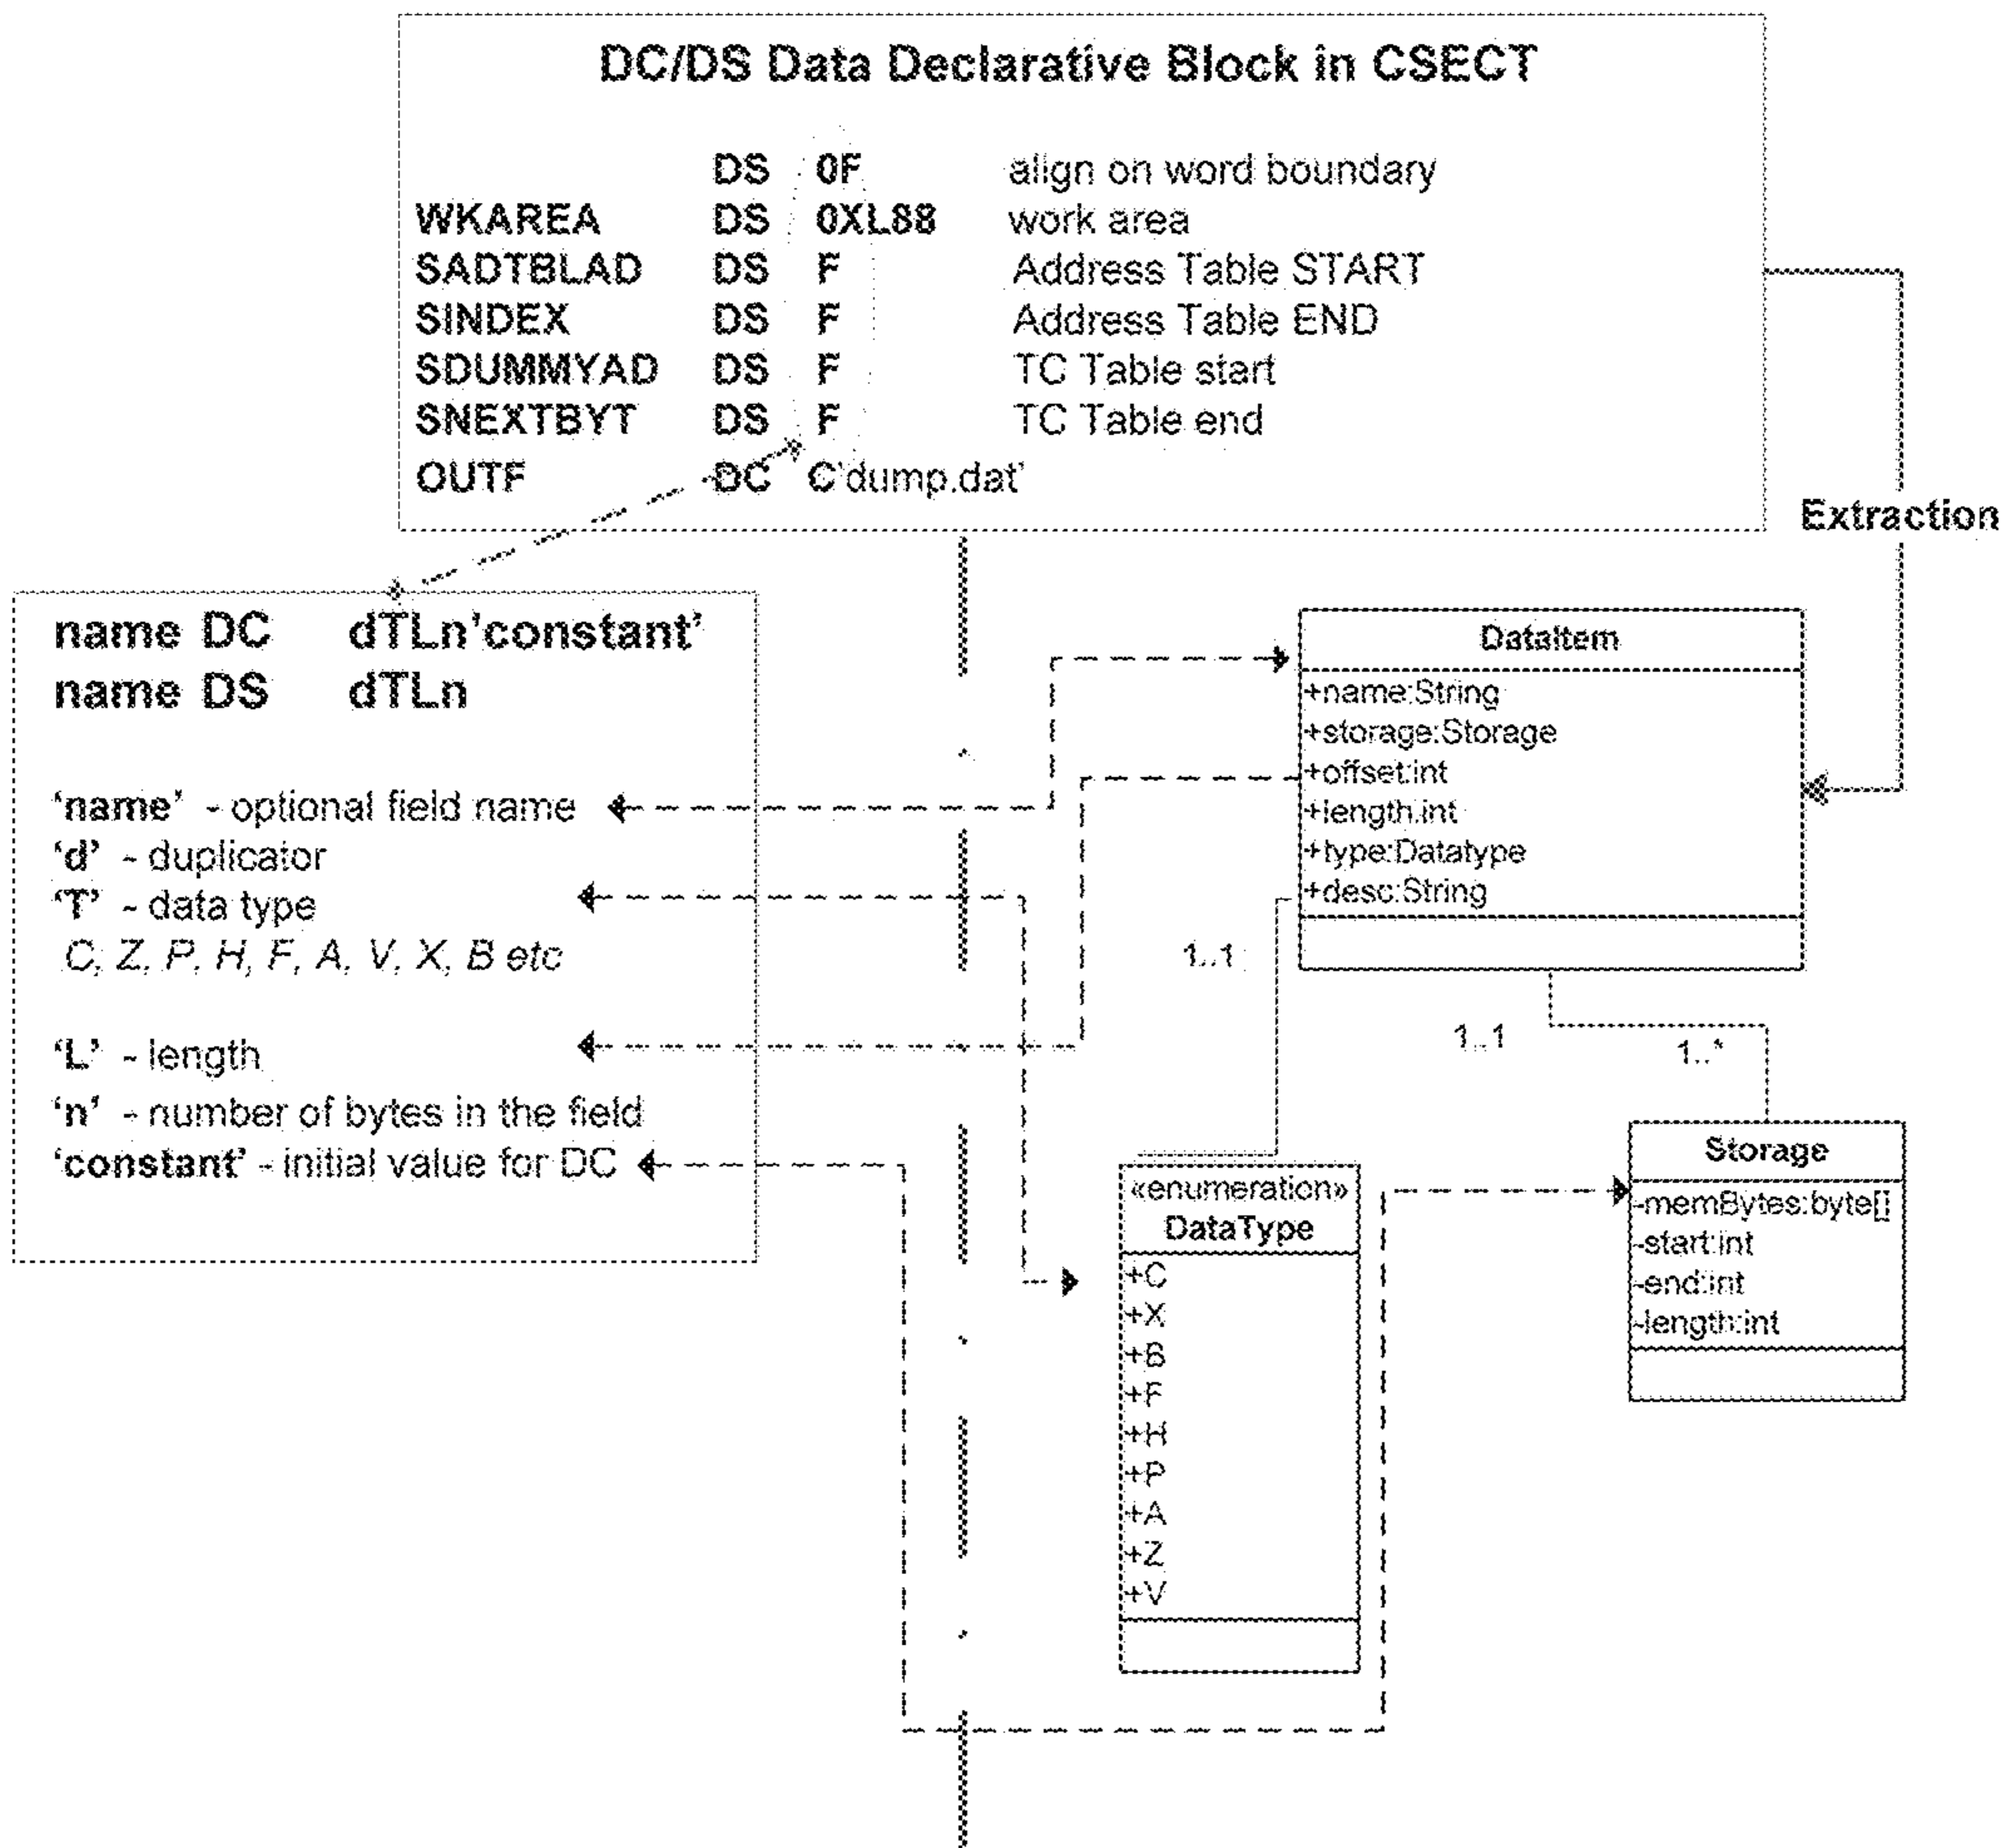 DC/DS Data Declarative Block in CSECT
DS 0F align on word boundary
WKAREA DS 0XL88 work area
SADTBLAD DS F Address Table START
SINDEX DS F Address Table END
SDUMMYAD DS F TC Table start
SNEXTBYT DS F TC Table end
OUTF DC C'dump.dat'
Extraction
name DC dTLn'constant'
name DS dTLn
'name' - optional field name
'd' - duplicator
'T' - data type
C, Z, P, H, F, A, V, X, B etc
'L' - length
'n' - number of bytes in the field
'constant' - initial value for DC
DataItem
+name:String
+storage:Storage
+offset:int
+length:int
+type:Datatype
+desc:String
1..1
1..1
1..*
«enumeration»
DataType
+C
+X
+B
+F
+H
+P
+A
+Z
+V
Storage
-memBytes:byte[]
-start:int
-end:int
-length:int